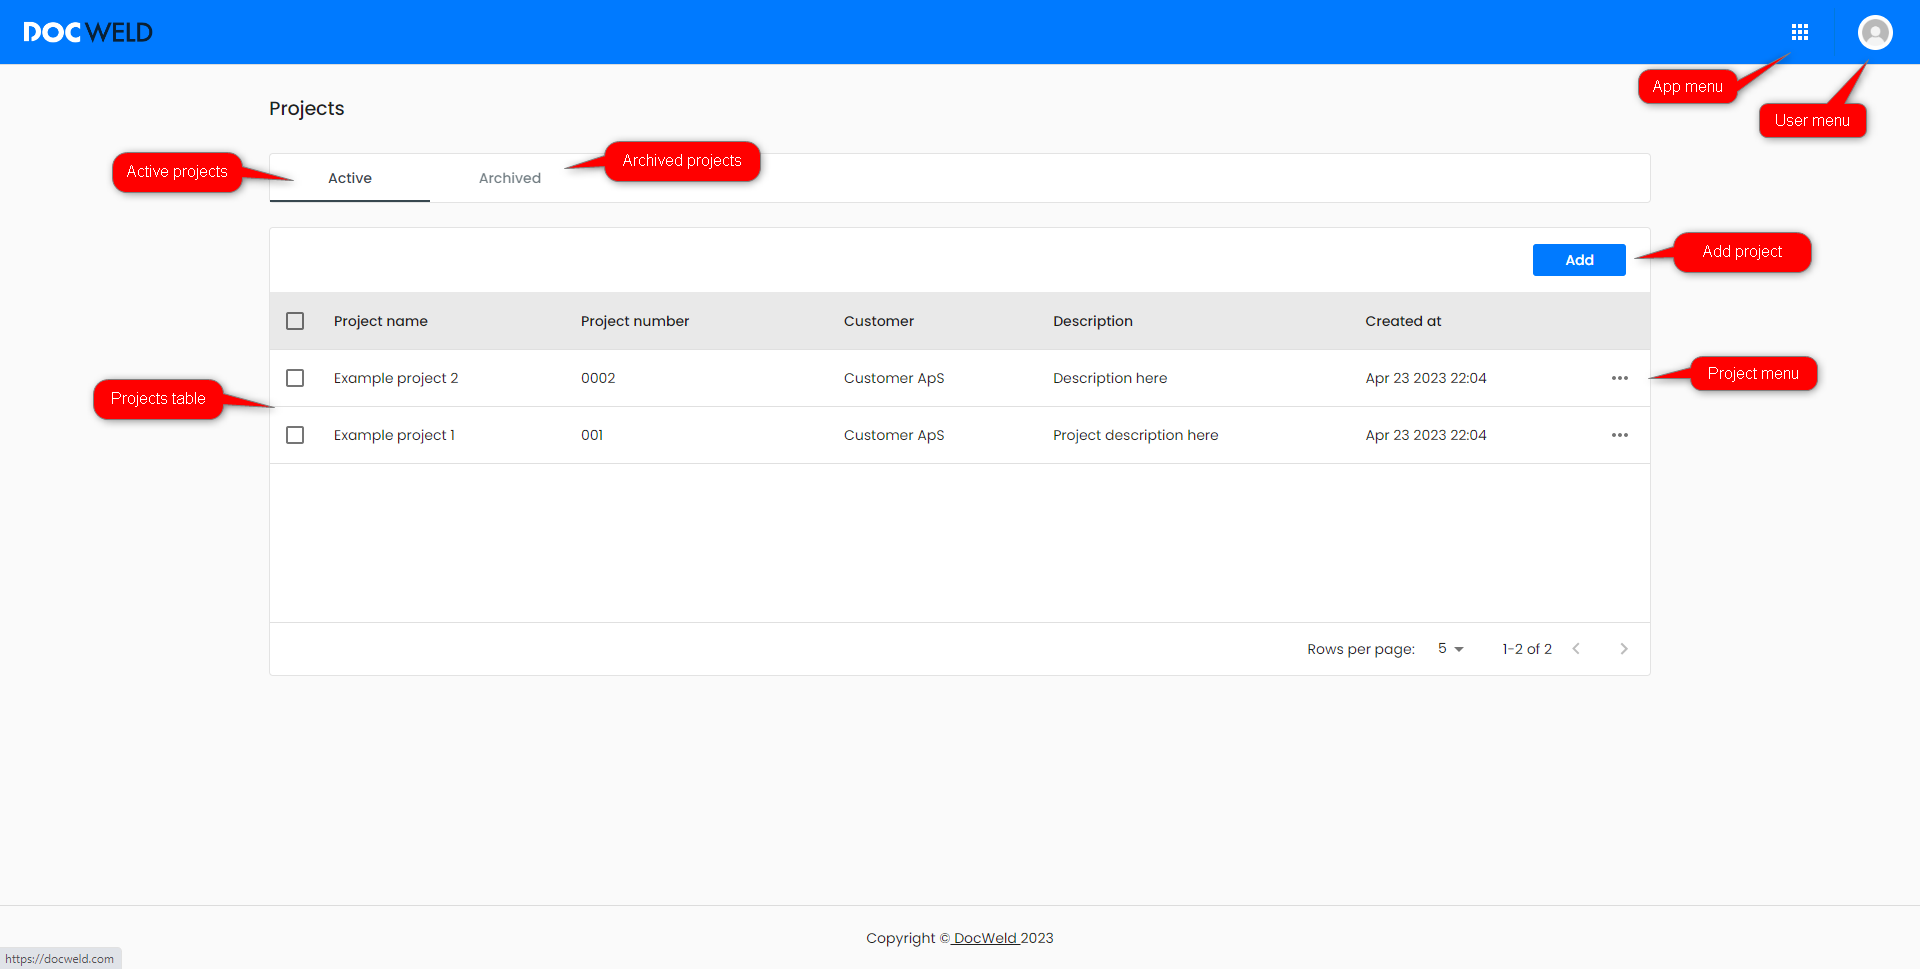 DOCWELD
App menu
User menu
Projects
Active projects
Active
Archived
Archived projects
Add
Add project
Project name Project number Customer Description Created at
Example project 2 0002 Customer ApS Description here Apr 23 2023 22:04
Project menu
Projects table
Example project 1 001 Customer ApS Project description here Apr 23 2023 22:04
Rows per page: 5 1-2 of 2
Copyright © DocWeld 2023
https://docweld.com